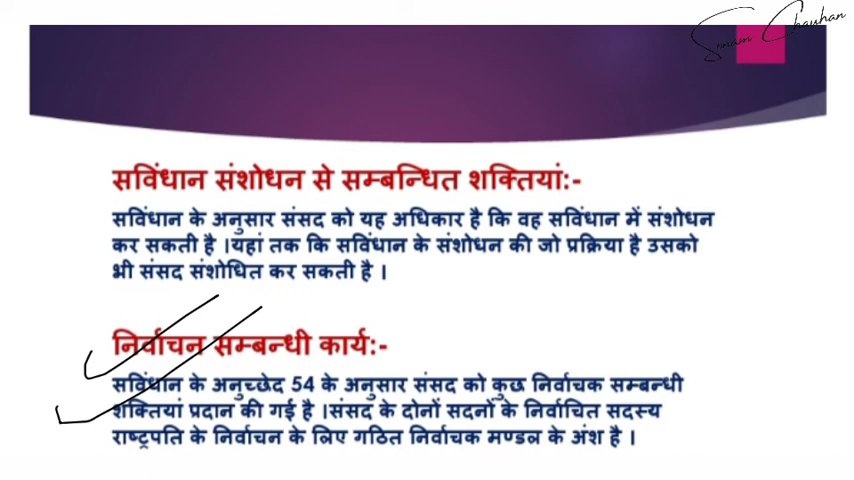 Sonam Chauhan
सविंधान संशोधन से सम्बन्धित शक्तियां:-
सविंधान के अनुसार संसद को यह अधिकार है कि वह सविंधान में संशोधन
कर सकती है ।यहां तक कि सविंधान के संशोधन की जो प्रक्रिया है उसको
भी संसद संशोधित कर सकती है ।
निर्वाचन सम्बन्धी कार्य:-
सविंधान के अनुच्छेद 54 के अनुसार संसद को कुछ निर्वाचक सम्बन्धी
शक्तियां प्रदान की गई है ।संसद के दोनों सदनों के निर्वाचित सदस्य
राष्ट्रपति के निर्वाचन के लिए गठित निर्वाचक मण्डल के अंश है ।